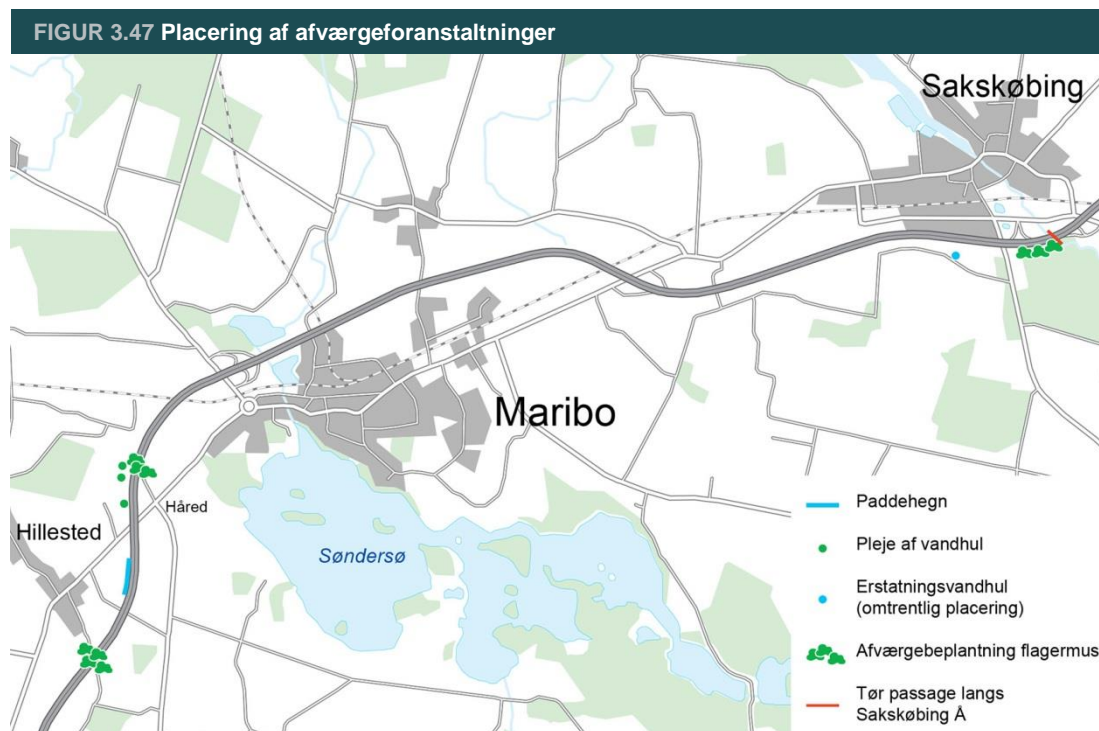 FIGUR 3.47 Placering af afværgeforanstaltninger
Sakskøbing
Maribo
Håred
Hillested
Søndersø
Paddehegn
Pleje af vandhul
Erstatningsvandhul
(omtrentlig placering)
Afværgebeplantning flagermus
Tør passage langs
Sakskøbing Å